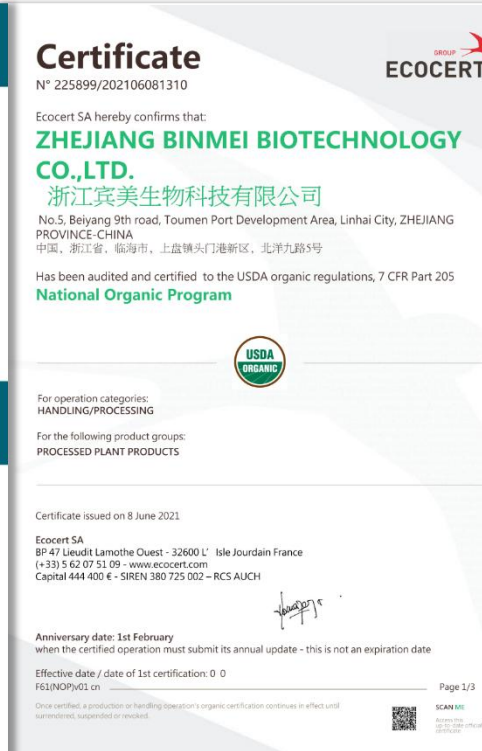 Certificate
N° 225899/202106081310
GROUP
ECOCERT
Ecocert SA hereby confirms that:
ZHEJIANG BINMEI BIOTECHNOLOGY
CO.,LTD.
浙江宾美生物科技有限公司
No.5, Beiyang 9th road, Toumen Port Development Area, Linhai City, ZHEJIANG
PROVINCE-CHINA
中国，浙江省，临海市，上盘镇头门港新区，北洋九路5号
Has been audited and certified to the USDA organic regulations, 7 CFR Part 205
National Organic Program
USDA
ORGANIC
For operation categories:
HANDLING/PROCESSING
For the following product groups:
PROCESSED PLANT PRODUCTS
Certificate issued on 8 June 2021
Ecocert SA
BP 47 Lieudit Lamothe Ouest - 32600 L' Isle Jourdain France
(+33) 5 62 07 51 09 - www.ecocert.com
Capital 444 400 € - SIREN 380 725 002 – RCS AUCH
Anniversary date: 1st February
when the certified operation must submit its annual update - this is not an expiration date
Effective date / date of 1st certification: 0 0
F61(NOP)v01 cn
Page 1/3
Once certified, a production or handling operation's organic certification continues in effect until
surrendered, suspended or revoked.
SCAN ME
Access this
up-to-date official
certificate